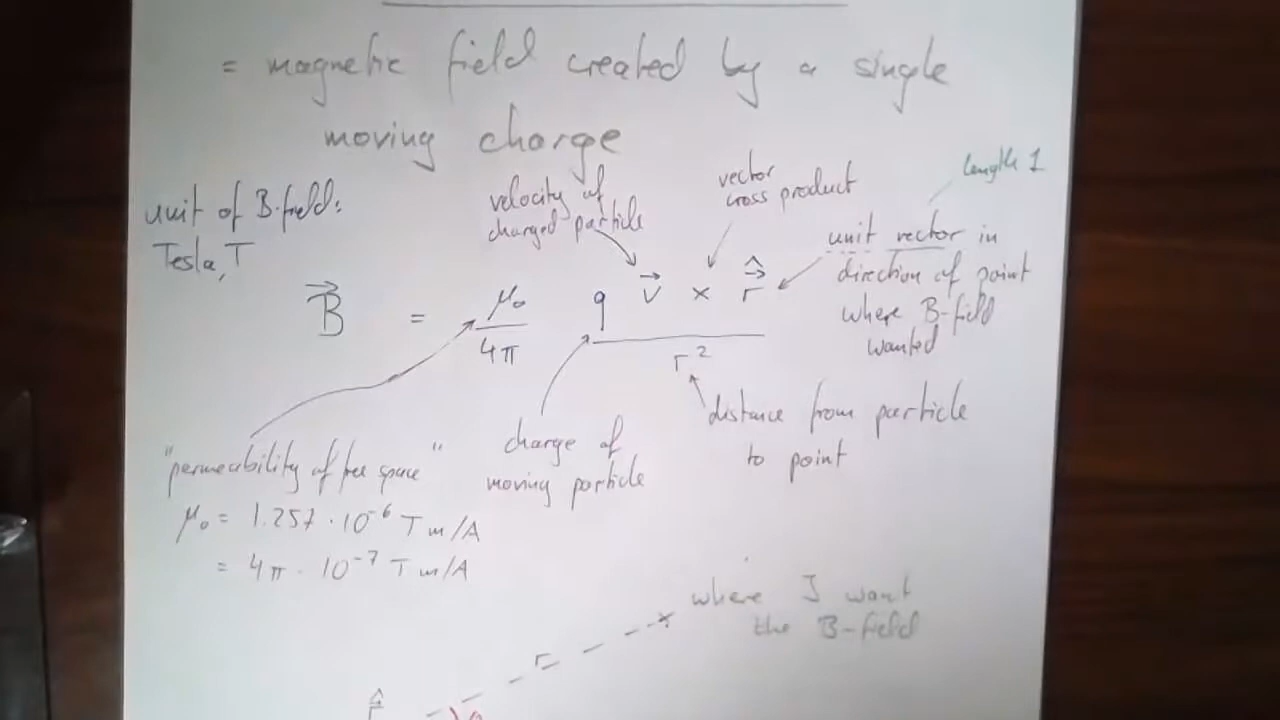 = magnetic field created by a single
moving charge
unit of B-field:
Tesla, T
velocity of
charged particle
vector
cross product
length 1
unit vector in
direction of point
where B-field
wanted
B⃗ = μ₀/4π q v⃗ × r̂⃗ / r²
distance from particle
to point
charge of
moving particle
"permeability of free space"
μ₀ = 1.257 · 10⁻⁶ T m/A
= 4π · 10⁻⁷ T m/A
where I want
the B-field
r
r̂